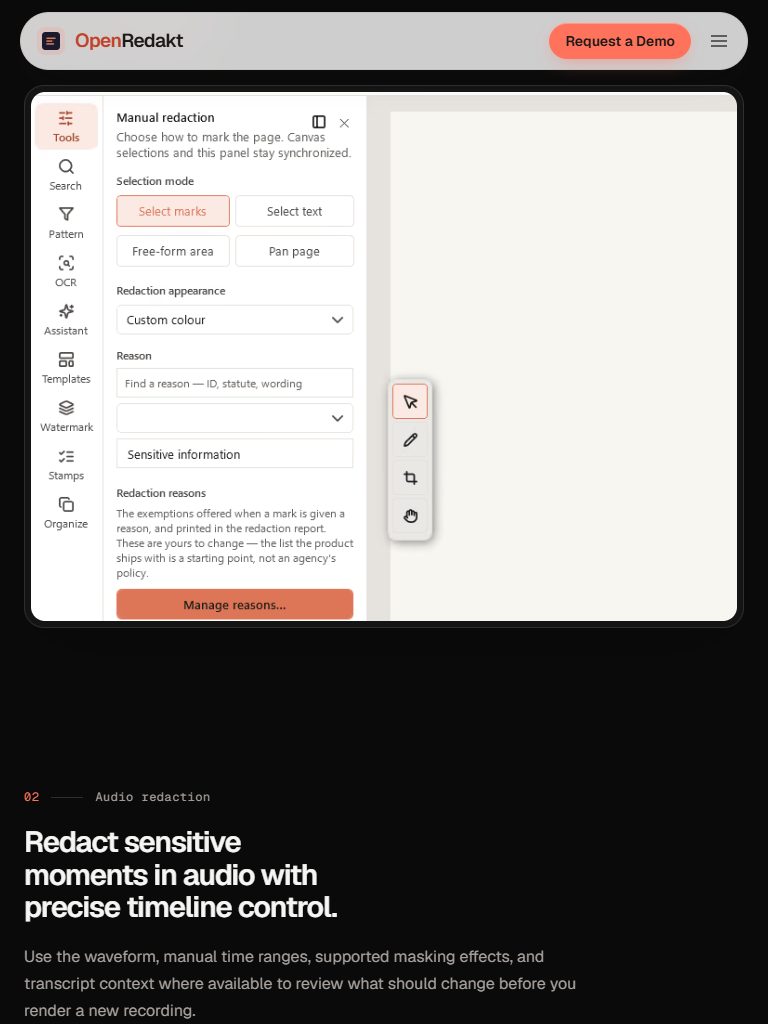 OpenRedakt
Request a Demo
Tools
Search
Pattern
OCR
Assistant
Templates
Watermark
Stamps
Organize
Manual redaction
Choose how to mark the page. Canvas
selections and this panel stay synchronized.
Selection mode
Select marks
Select text
Free-form area
Pan page
Redaction appearance
Custom colour
Reason
Find a reason — ID, statute, wording
Sensitive information
Redaction reasons
The exemptions offered when a mark is given a
reason, and printed in the redaction report.
These are yours to change — the list the product
ships with is a starting point, not an agency's
policy.
Manage reasons...
02 Audio redaction
Redact sensitive
moments in audio with
precise timeline control.
Use the waveform, manual time ranges, supported masking effects, and
transcript context where available to review what should change before you
render a new recording.